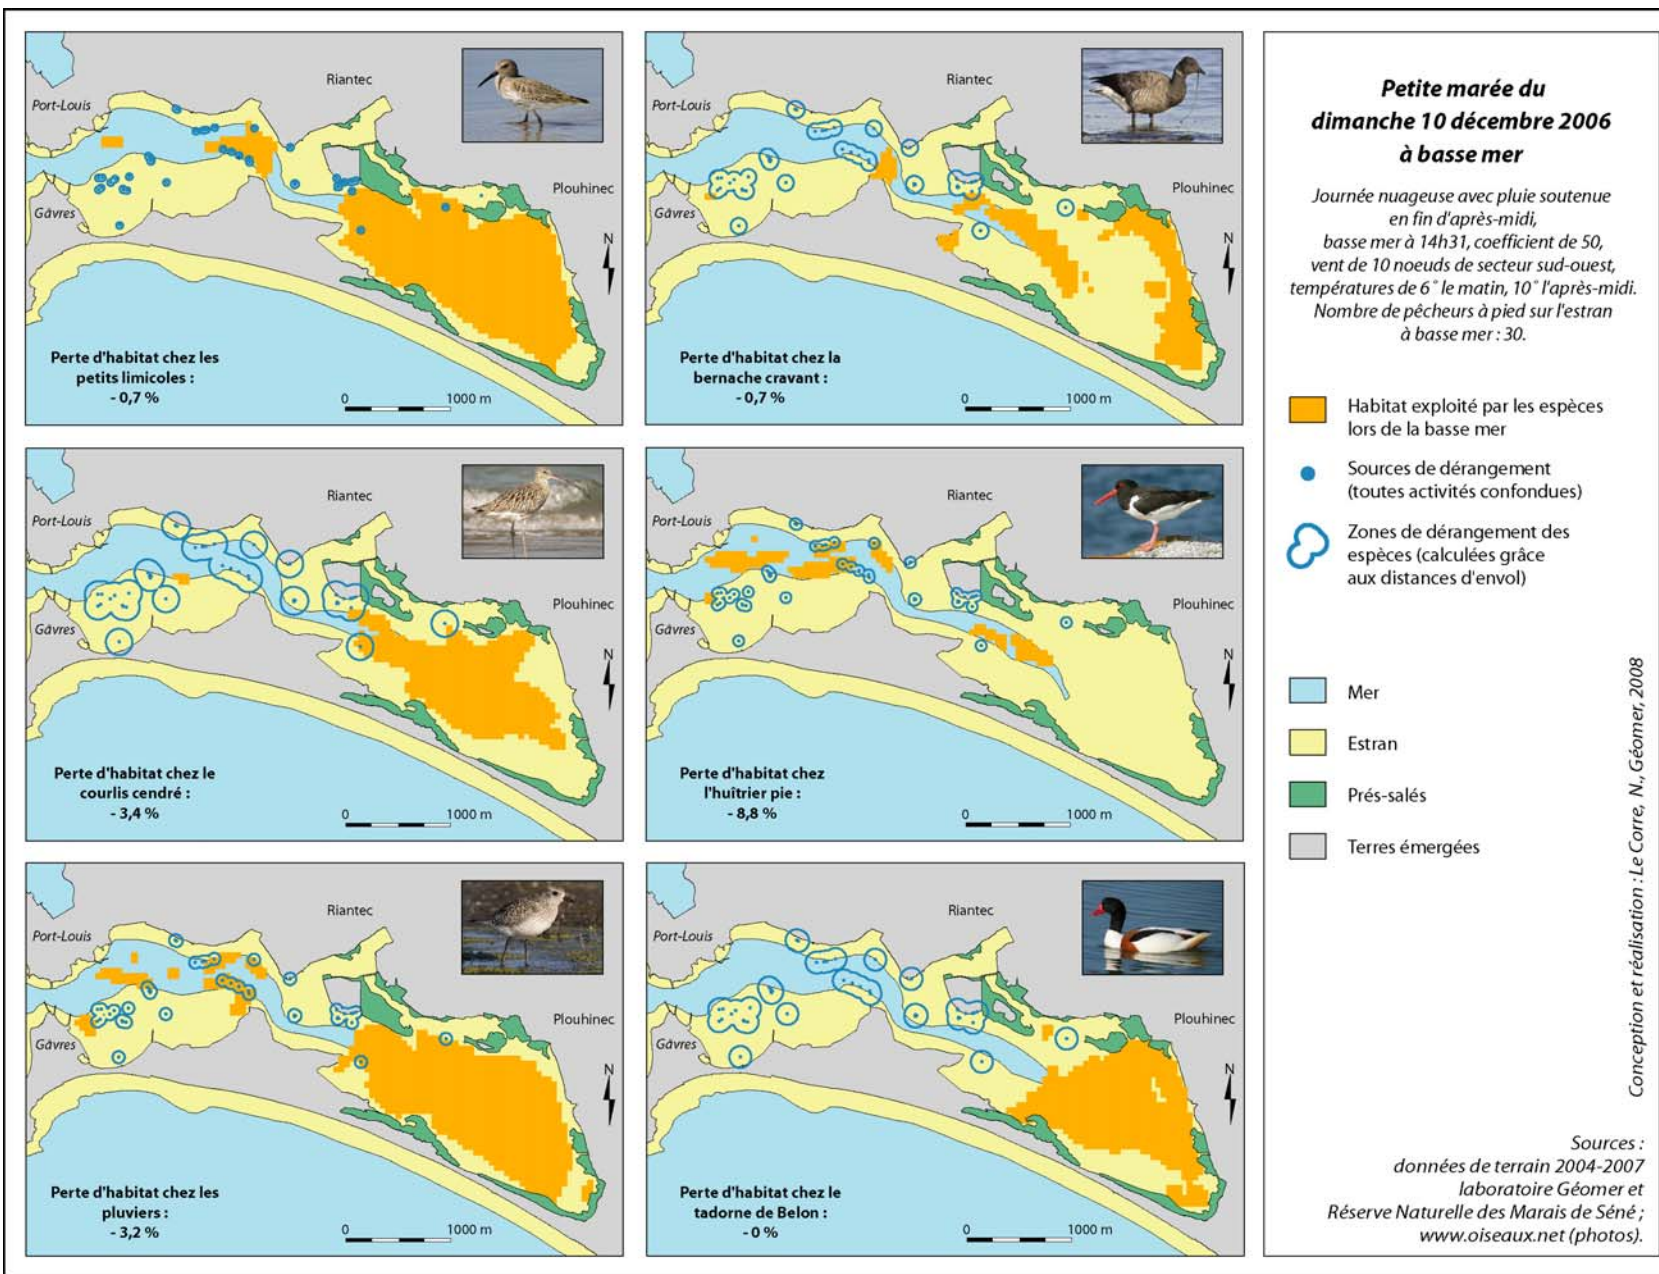 Riantec
Port-Louis
Plouhinec
Gâvres
N
Perte d'habitat chez les
petits limicoles :
- 0,7 %
0 1000 m
Riantec
Port-Louis
Plouhinec
Gâvres
N
Perte d'habitat chez la
bernache cravant :
- 0,7 %
0 1000 m
Riantec
Port-Louis
Plouhinec
Gâvres
N
Perte d'habitat chez le
courlis cendré :
- 3,4 %
0 1000 m
Riantec
Port-Louis
Plouhinec
Gâvres
N
Perte d'habitat chez
l'huîtrier pie :
- 8,8 %
0 1000 m
Riantec
Port-Louis
Plouhinec
Gâvres
N
Perte d'habitat chez les
pluviers :
- 3,2 %
0 1000 m
Riantec
Port-Louis
Plouhinec
Gâvres
N
Perte d'habitat chez le
tadorne de Belon :
- 0 %
0 1000 m
Petite marée du
dimanche 10 décembre 2006
à basse mer
Journée nuageuse avec pluie soutenue
en fin d'après-midi,
basse mer à 14h31, coefficient de 50,
vent de 10 noeuds de secteur sud-ouest,
températures de 6° le matin, 10° l'après-midi.
Nombre de pêcheurs à pied sur l'estran
à basse mer : 30.
Habitat exploité par les espèces
lors de la basse mer
Sources de dérangement
(toutes activités confondues)
Zones de dérangement des
espèces (calculées grâce
aux distances d'envol)
Mer
Estran
Prés-salés
Terres émergées
Conception et réalisation : Le Corre, N., Géomer, 2008
Sources :
données de terrain 2004-2007
laboratoire Géomer et
Réserve Naturelle des Marais de Séné ;
www.oiseaux.net (photos).